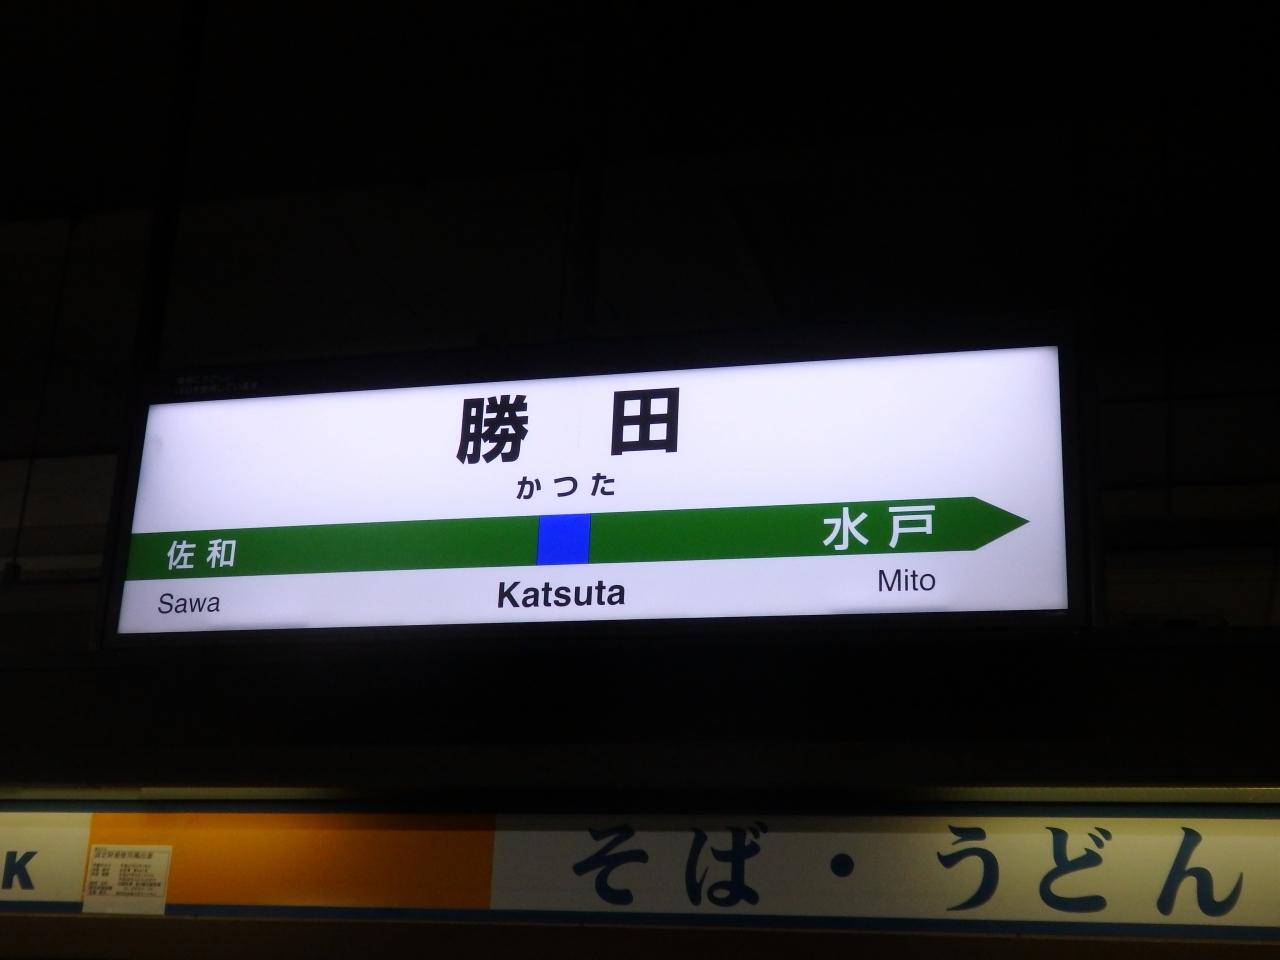 勝田
かつた
佐和 水戸
Sawa Katsuta Mito
K そば・うどん